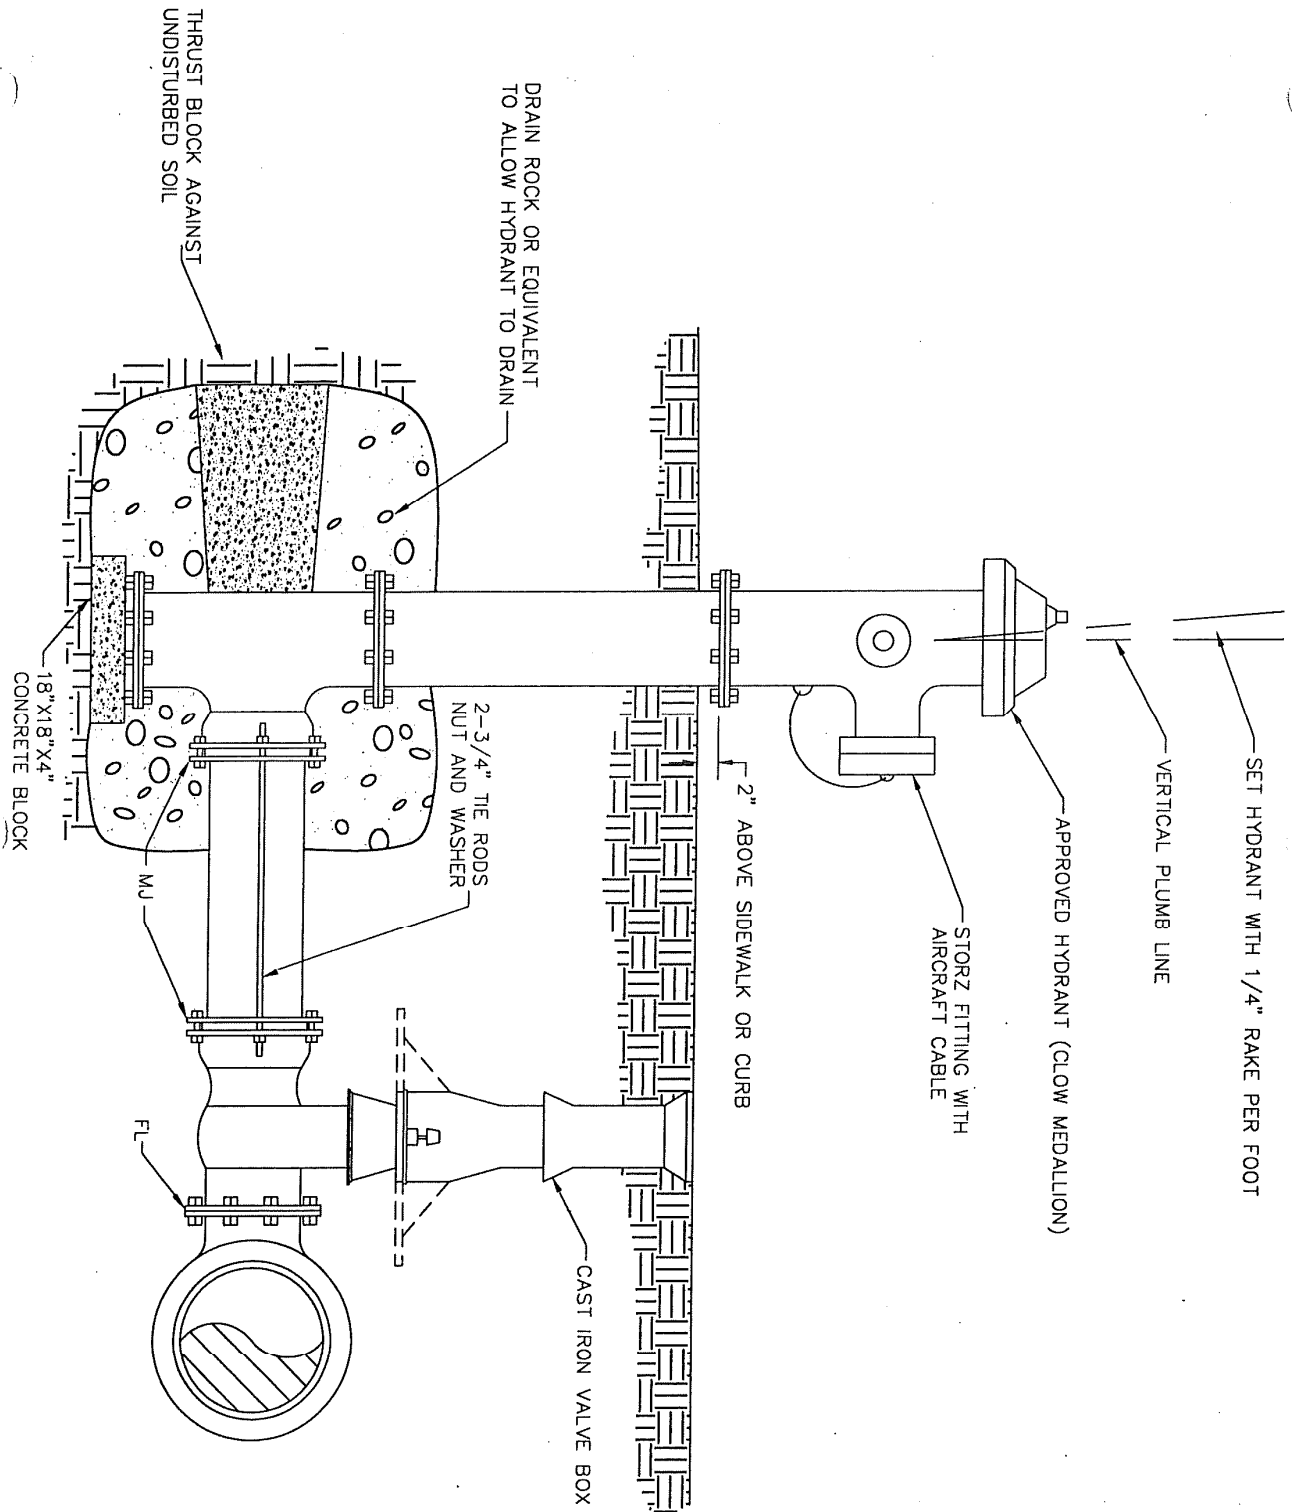 SET HYDRANT WITH 1/4" RAKE PER FOOT
VERTICAL PLUMB LINE
APPROVED HYDRANT (CLOW MEDALLION)
STORZ FITTING WITH
AIRCRAFT CABLE
2" ABOVE SIDEWALK OR CURB
CAST IRON VALVE BOX
DRAIN ROCK OR EQUIVALENT
TO ALLOW HYDRANT TO DRAIN
2-3/4" TIE RODS
NUT AND WASHER
THRUST BLOCK AGAINST
UNDISTURBED SOIL
MJ
FL
18"X18"X4"
CONCRETE BLOCK